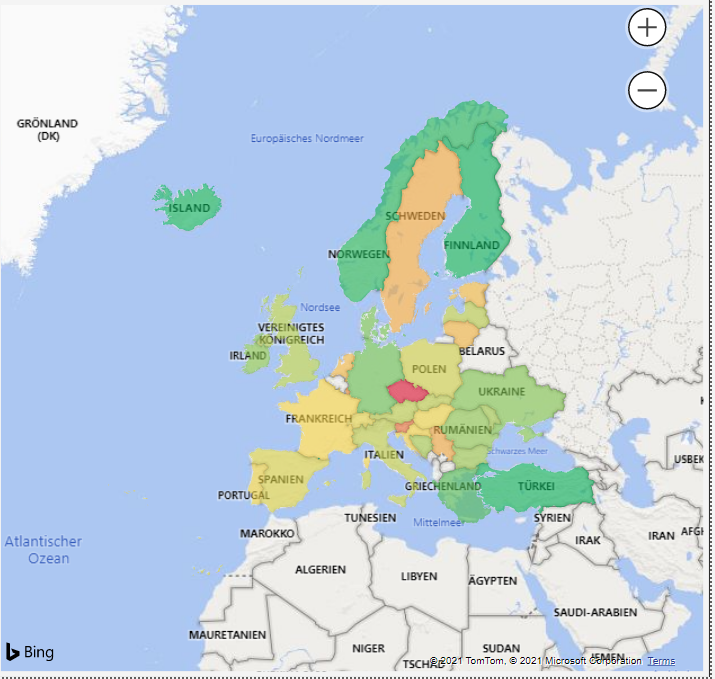 GRÖNLAND
(DK)
Europäisches Nordmeer
ISLAND
SCHWEDEN
FINNLAND
NORWEGEN
Nordsee
VEREINIGTES
KÖNIGREICH
IRLAND
BELARUS
POLEN
UKRAINE
FRANKREICH
RUMÄNIEN
Schwarzes Meer
ITALIEN
USBEK
SPANIEN
GRIECHENLAND
TÜRKEI
PORTUGAL
TUNESIEN
Mittelmeer
SYRIEN
MAROKKO
IRAK
IRAN
AFGH
Atlantischer
Ozean
ALGERIEN
LIBYEN
ÄGYPTEN
SAUDI-ARABIEN
MAURETANIEN
NIGER
SUDAN
JEMEN
TSCHAD
Bing
© 2021 TomTom, © 2021 Microsoft Corporation Terms